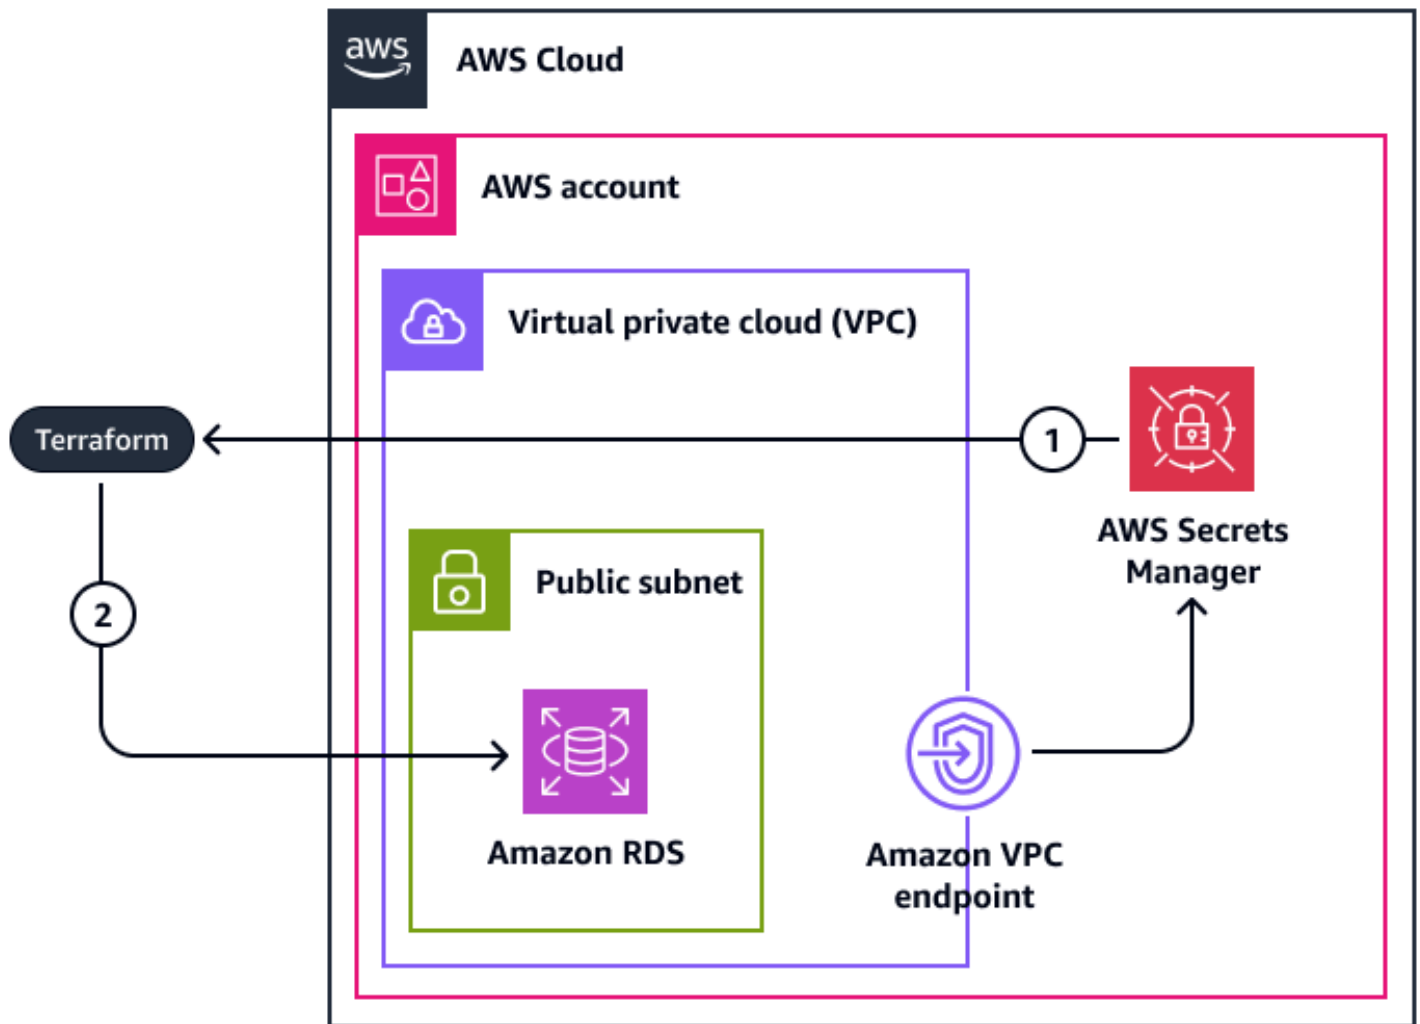 aws
AWS Cloud
AWS account
Virtual private cloud (VPC)
Terraform
1
AWS Secrets
Manager
Public subnet
2
Amazon RDS
Amazon VPC
endpoint